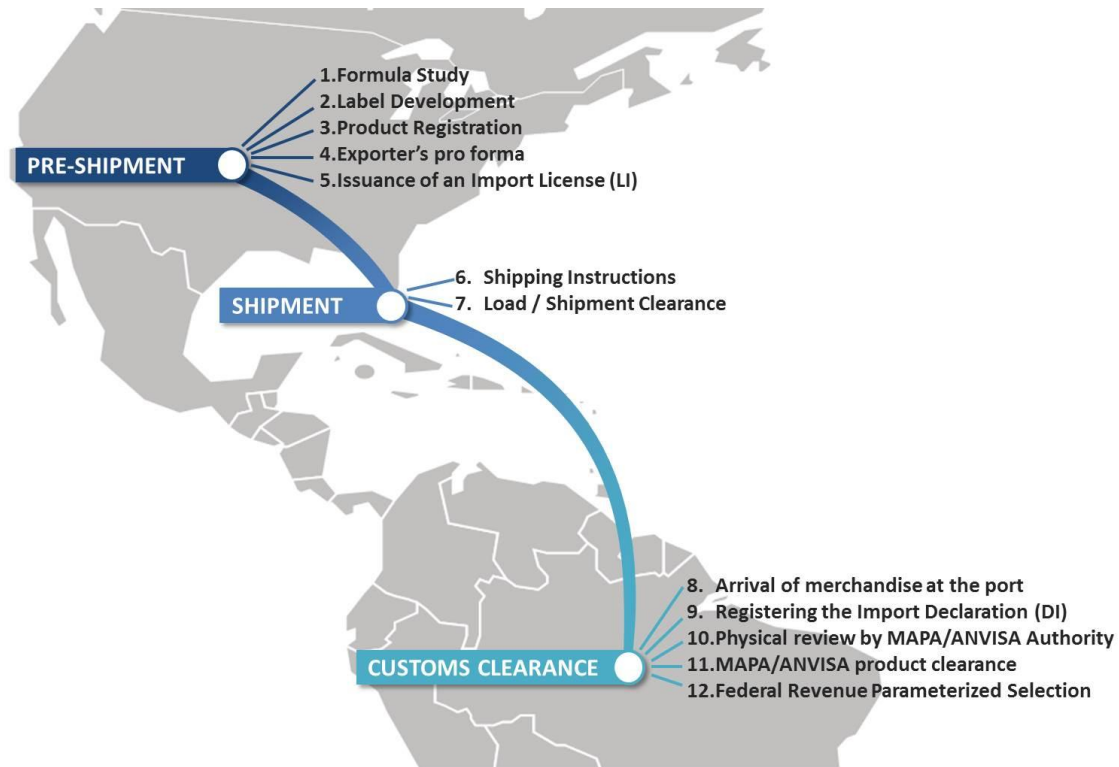 1.Formula Study
2.Label Development
3.Product Registration
4.Exporter's pro forma
5.Issuance of an Import License (LI)
PRE-SHIPMENT
6. Shipping Instructions
7. Load / Shipment Clearance
SHIPMENT
8. Arrival of merchandise at the port
9. Registering the Import Declaration (DI)
10.Physical review by MAPA/ANVISA Authority
11.MAPA/ANVISA product clearance
12.Federal Revenue Parameterized Selection
CUSTOMS CLEARANCE